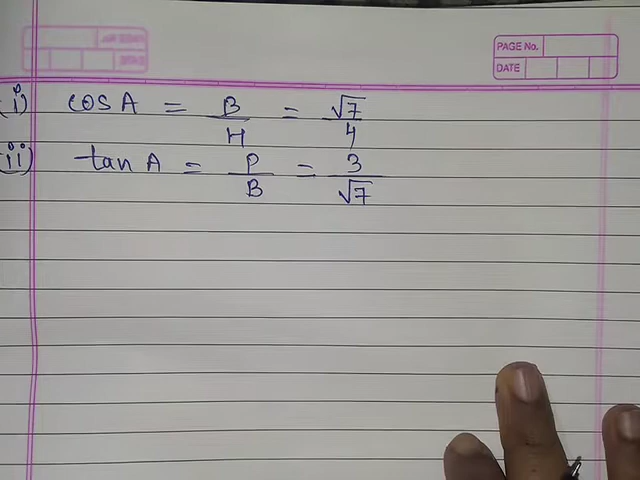 PAGE No.
DATE
(i) cos A = B/H = √7/4
(ii) tan A = P/B = 3/√7